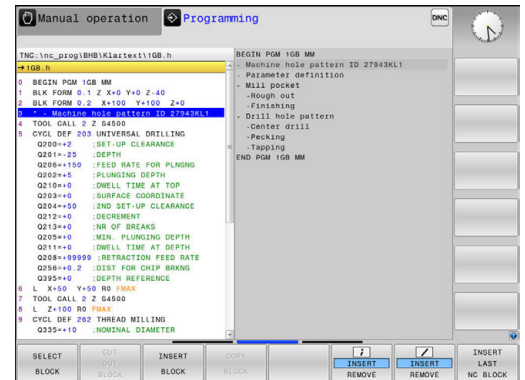 Manual operation
Programming
DNC
TNC:\nc_prog\BHB\Klartext\1GB.h
→1GB.h
0 BEGIN PGM 1GB MM
1 BLK FORM 0.1 Z X+0 Y+0 Z-40
2 BLK FORM 0.2 X+100 Y+100 Z+0
3 * - Machine hole pattern ID 27943KL1
4 TOOL CALL 2 Z S4500
5 CYCL DEF 203 UNIVERSAL DRILLING
Q200=+2 ;SET-UP CLEARANCE
Q201=-25 ;DEPTH
Q206=+150 ;FEED RATE FOR PLNGNG
Q202=+5 ;PLUNGING DEPTH
Q210=+0 ;DWELL TIME AT TOP
Q203=+0 ;SURFACE COORDINATE
Q204=+50 ;2ND SET-UP CLEARANCE
Q212=+0 ;DECREMENT
Q213=+0 ;NR OF BREAKS
Q205=+0 ;MIN. PLUNGING DEPTH
Q211=+0 ;DWELL TIME AT DEPTH
Q208=+99999 ;RETRACTION FEED RATE
Q256=+0.2 ;DIST FOR CHIP BRKNG
Q395=+0 ;DEPTH REFERENCE
6 L X+50 Y+50 R0 FMAX
7 TOOL CALL 2 Z S4500
8 L Z+100 R0 FMAX
9 CYCL DEF 262 THREAD MILLING
Q335=+10 ;NOMINAL DIAMETER
BEGIN PGM 1GB MM
- Machine hole pattern ID 27943KL1
- Parameter definition
- Mill pocket
-Rough out
-Finishing
- Drill hole pattern
-Center drill
-Pecking
-Tapping
END PGM 1GB MM
SELECT
BLOCK
CUT
OUT
BLOCK
INSERT
BLOCK
COPY
BLOCK
INSERT
REMOVE
INSERT
REMOVE
INSERT
LAST
NC BLOCK